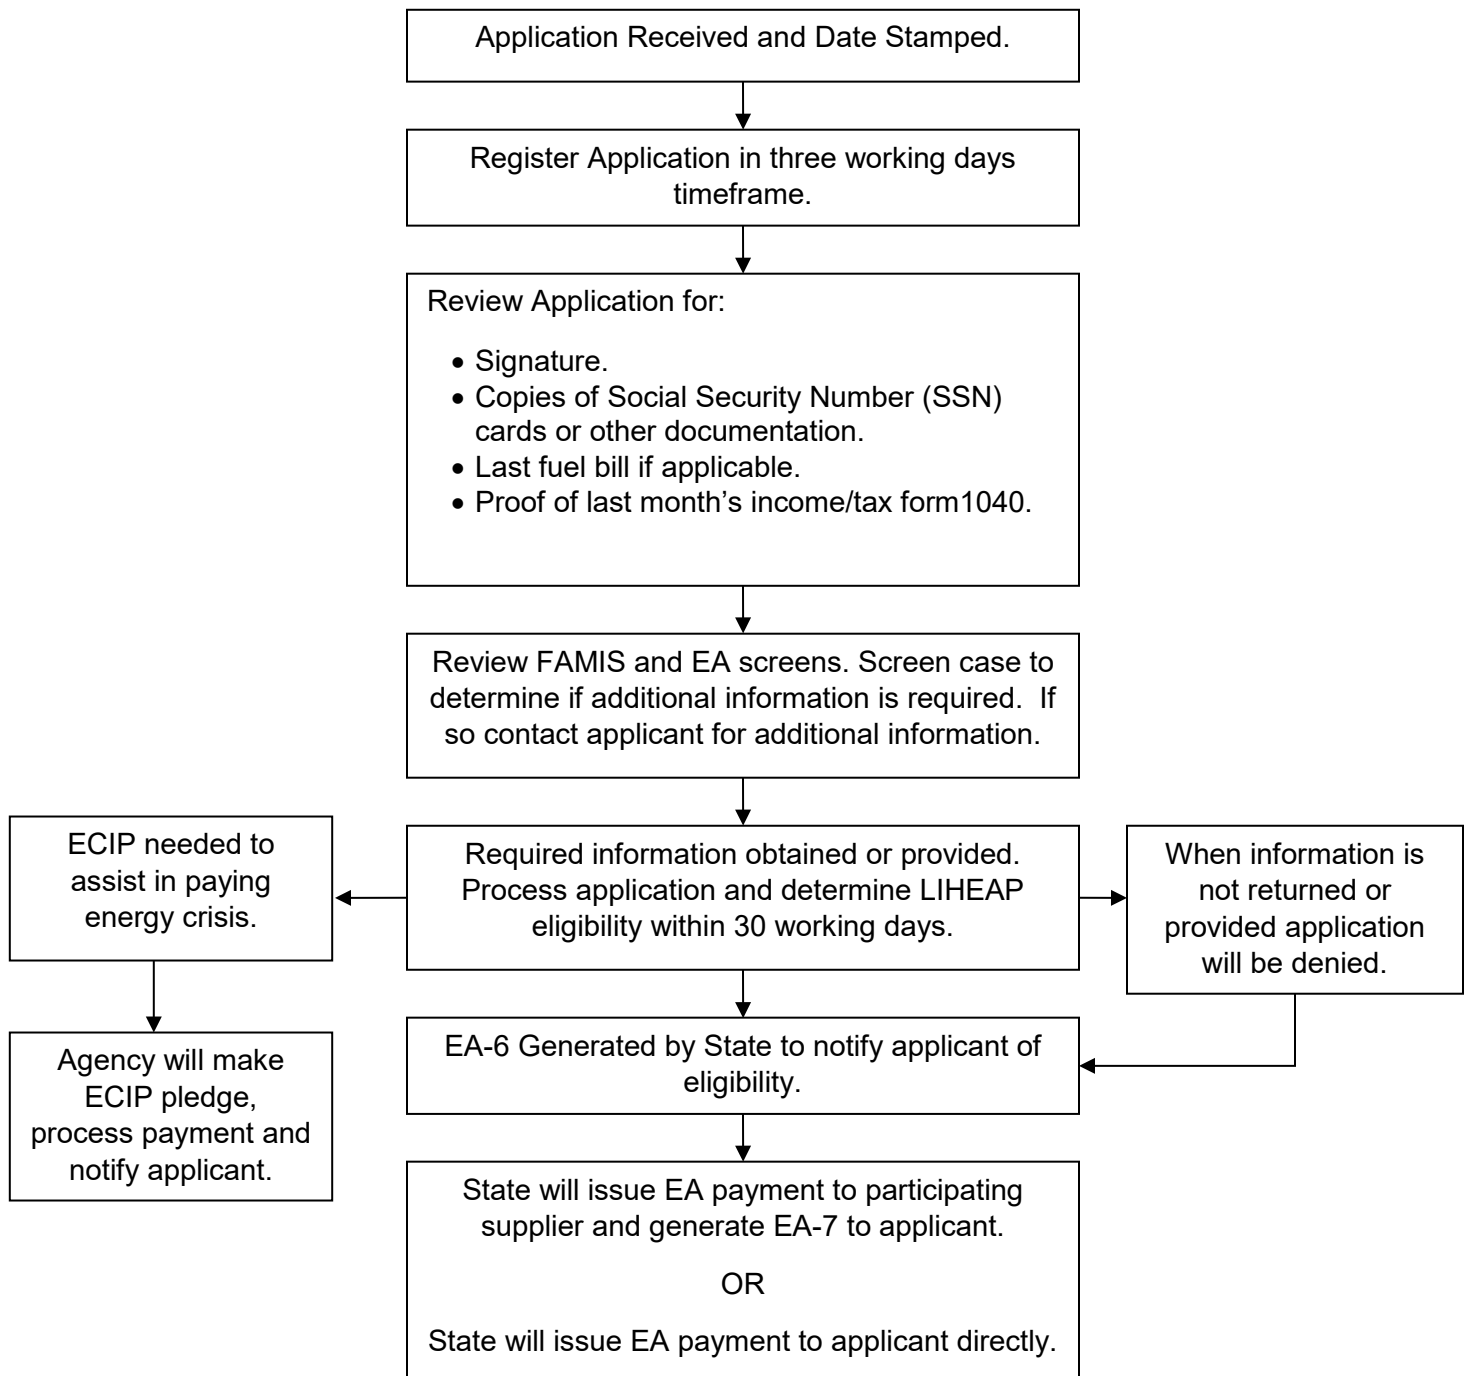 Application Received and Date Stamped.
Register Application in three working days
timeframe.
Review Application for:
• Signature.
• Copies of Social Security Number (SSN)
cards or other documentation.
• Last fuel bill if applicable.
• Proof of last month’s income/tax form1040.
Review FAMIS and EA screens. Screen case to
determine if additional information is required.  If
so contact applicant for additional information.
ECIP needed to
assist in paying
energy crisis.
Required information obtained or provided.
Process application and determine LIHEAP
eligibility within 30 working days.
When information is
not returned or
provided application
will be denied.
Agency will make
ECIP pledge,
process payment and
notify applicant.
EA-6 Generated by State to notify applicant of
eligibility.
State will issue EA payment to participating
supplier and generate EA-7 to applicant.
OR
State will issue EA payment to applicant directly.